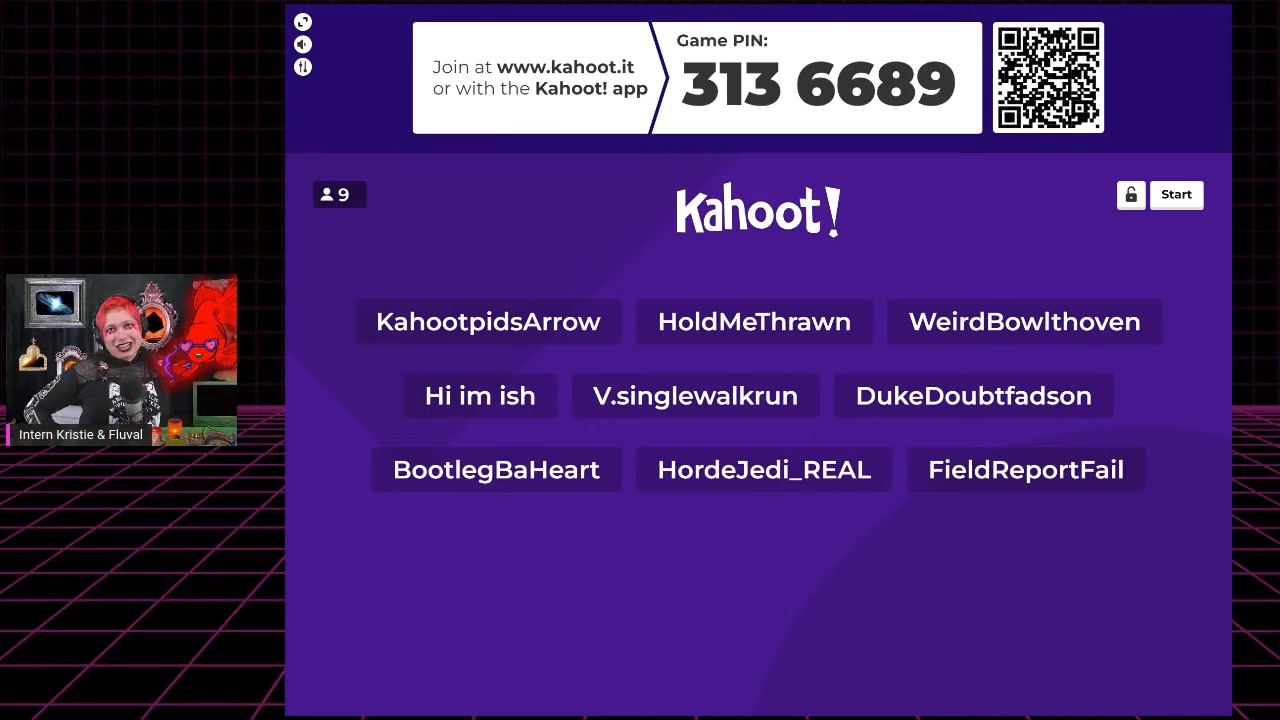 Join at www.kahoot.it
or with the Kahoot! app
Game PIN:
313 6689
9
Kahoot!
Start
KahootpidsArrow
HoldMeThrawn
WeirdBowlthoven
Hi im ish
V.singlewalkrun
DukeDoubtfadson
BootlegBaHeart
HordeJedi_REAL
FieldReportFail
Intern Kristie & Fluval